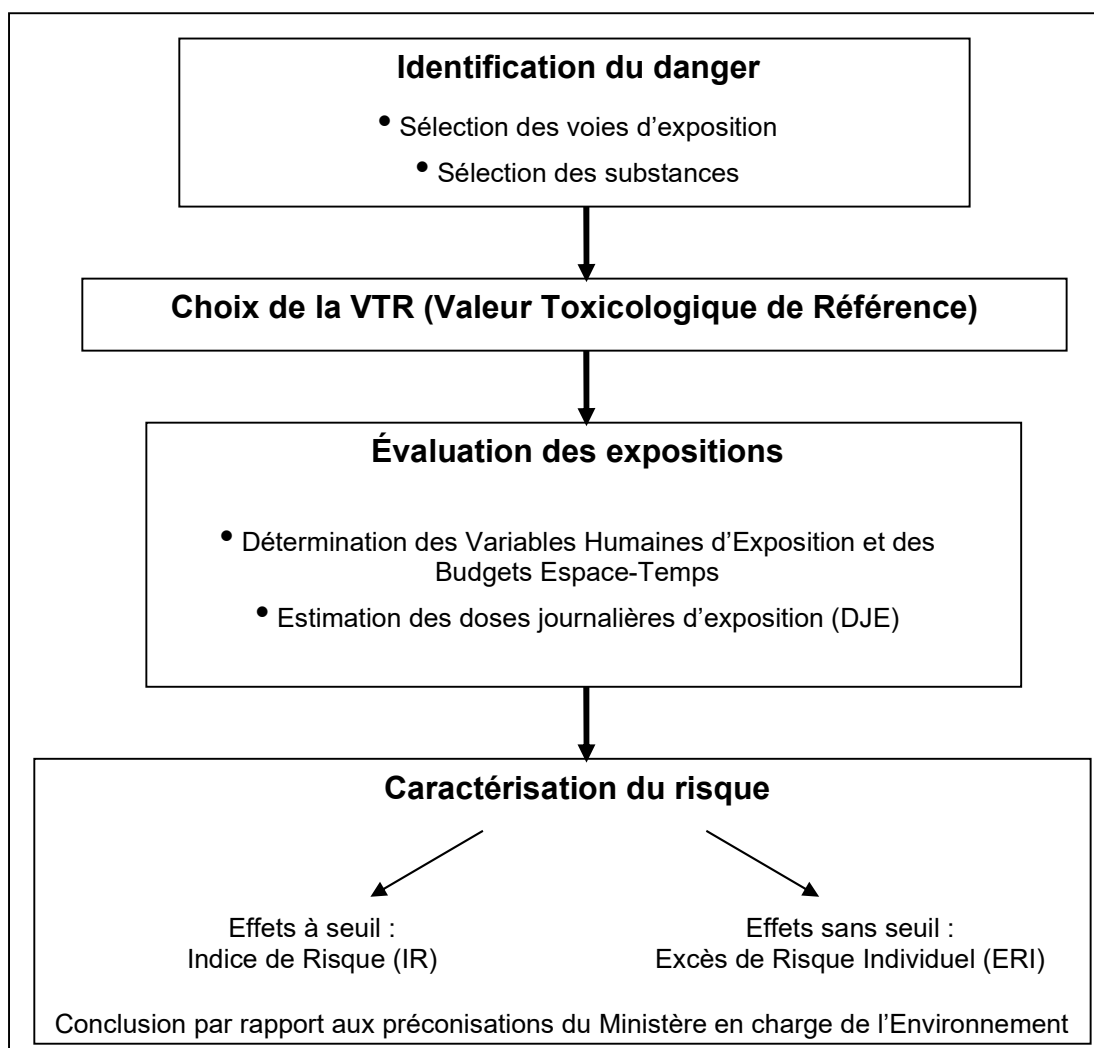 Identification du danger
• Sélection des voies d’exposition
• Sélection des substances
Choix de la VTR (Valeur Toxicologique de Référence)
Évaluation des expositions
• Détermination des Variables Humaines d’Exposition et des
Budgets Espace-Temps
• Estimation des doses journalières d’exposition (DJE)
Caractérisation du risque
Effets à seuil :
Indice de Risque (IR)
Effets sans seuil :
Excès de Risque Individuel (ERI)
Conclusion par rapport aux préconisations du Ministère en charge de l’Environnement